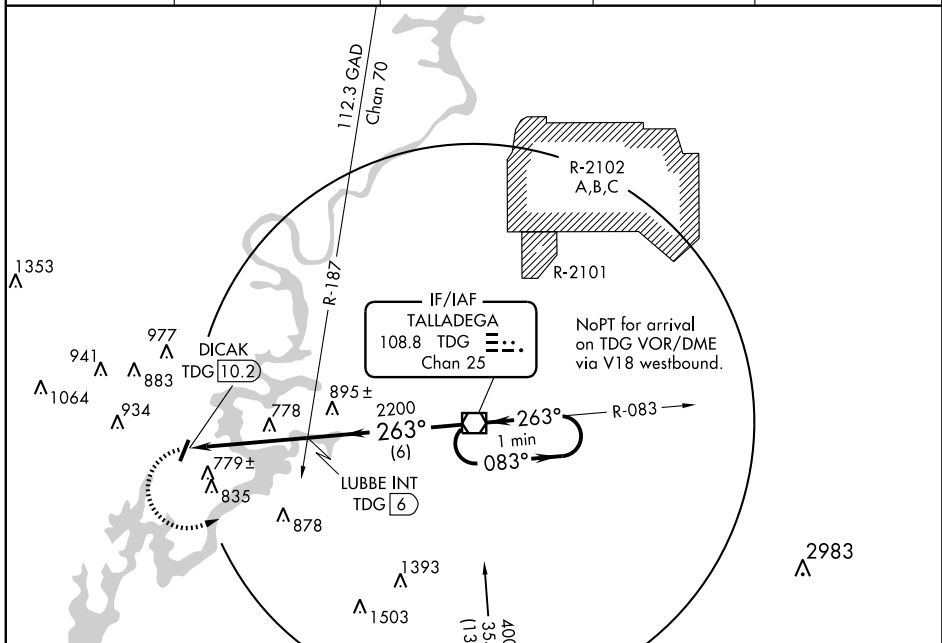 112.3 GAD
Chan 70
R-2102
A,B,C
R-2101
1353
R-187
IF/IAF
TALLADEGA
108.8 TDG
Chan 25
NoPT for arrival
on TDG VOR/DME
via V18 westbound.
977
DICAK
TDG 10.2
941
883
1064
934
895±
778
2200
263°
(6)
263°
R-083
1 min
083°
779±
835
LUBBE INT
TDG 6
878
1393
1503
2983